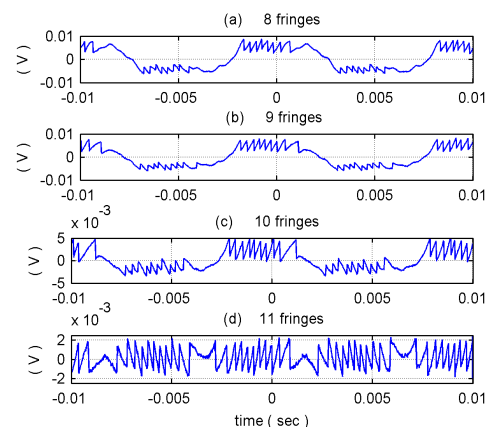 (a) 8 fringes
0.01
0
-0.01
( V )
-0.01 -0.005 0 0.005 0.01
(b) 9 fringes
0.01
0
-0.01
( V )
-0.01 -0.005 0 0.005 0.01
x 10^-3
(c) 10 fringes
5
0
-5
( V )
-0.01 -0.005 0 0.005 0.01
x 10^-3
(d) 11 fringes
2
0
-2
( V )
-0.01 -0.005 0 0.005 0.01
time ( sec )